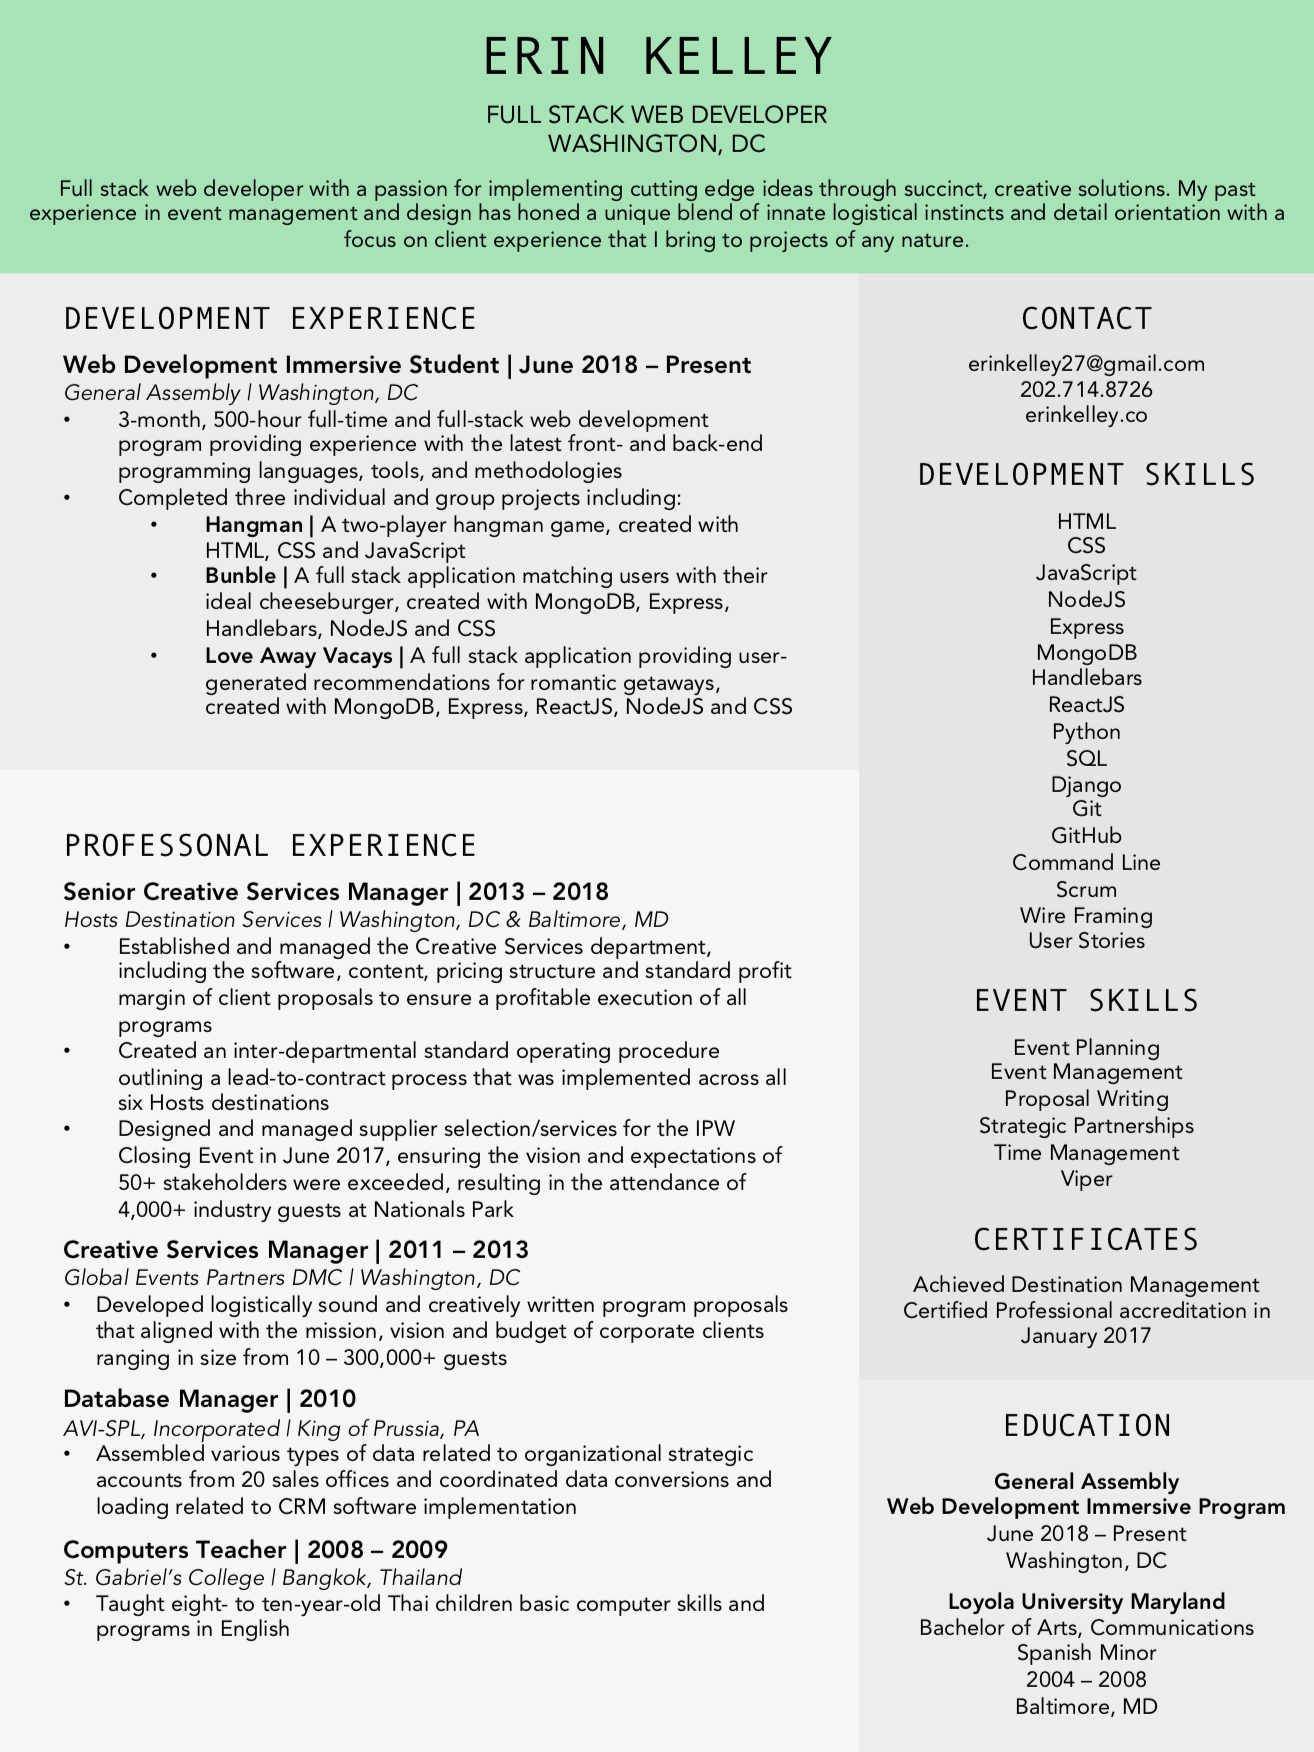 ERIN KELLEY
FULL STACK WEB DEVELOPER
WASHINGTON, DC
Full stack web developer with a passion for implementing cutting edge ideas through succinct, creative solutions. My past
experience in event management and design has honed a unique blend of innate logistical instincts and detail orientation with a
focus on client experience that I bring to projects of any nature.
DEVELOPMENT EXPERIENCE
Web Development Immersive Student | June 2018 – Present
General Assembly | Washington, DC
• 3-month, 500-hour full-time and full-stack web development
program providing experience with the latest front- and back-end
programming languages, tools, and methodologies
• Completed three individual and group projects including:
• Hangman | A two-player hangman game, created with
HTML, CSS and JavaScript
• Bunble | A full stack application matching users with their
ideal cheeseburger, created with MongoDB, Express,
Handlebars, NodeJS and CSS
• Love Away Vacays | A full stack application providing user-
generated recommendations for romantic getaways,
created with MongoDB, Express, ReactJS, NodeJS and CSS
PROFESSONAL EXPERIENCE
Senior Creative Services Manager | 2013 – 2018
Hosts Destination Services | Washington, DC & Baltimore, MD
• Established and managed the Creative Services department,
including the software, content, pricing structure and standard profit
margin of client proposals to ensure a profitable execution of all
programs
• Created an inter-departmental standard operating procedure
outlining a lead-to-contract process that was implemented across all
six Hosts destinations
• Designed and managed supplier selection/services for the IPW
Closing Event in June 2017, ensuring the vision and expectations of
50+ stakeholders were exceeded, resulting in the attendance of
4,000+ industry guests at Nationals Park
Creative Services Manager | 2011 – 2013
Global Events Partners DMC | Washington, DC
• Developed logistically sound and creatively written program proposals
that aligned with the mission, vision and budget of corporate clients
ranging in size from 10 – 300,000+ guests
Database Manager | 2010
AVI-SPL, Incorporated | King of Prussia, PA
• Assembled various types of data related to organizational strategic
accounts from 20 sales offices and coordinated data conversions and
loading related to CRM software implementation
Computers Teacher | 2008 – 2009
St. Gabriel's College | Bangkok, Thailand
• Taught eight- to ten-year-old Thai children basic computer skills and
programs in English
CONTACT
erinkelley27@gmail.com
202.714.8726
erinkelley.co
DEVELOPMENT SKILLS
HTML
CSS
JavaScript
NodeJS
Express
MongoDB
Handlebars
ReactJS
Python
SQL
Django
Git
GitHub
Command Line
Scrum
Wire Framing
User Stories
EVENT SKILLS
Event Planning
Event Management
Proposal Writing
Strategic Partnerships
Time Management
Viper
CERTIFICATES
Achieved Destination Management
Certified Professional accreditation in
January 2017
EDUCATION
General Assembly
Web Development Immersive Program
June 2018 – Present
Washington, DC
Loyola University Maryland
Bachelor of Arts, Communications
Spanish Minor
2004 – 2008
Baltimore, MD